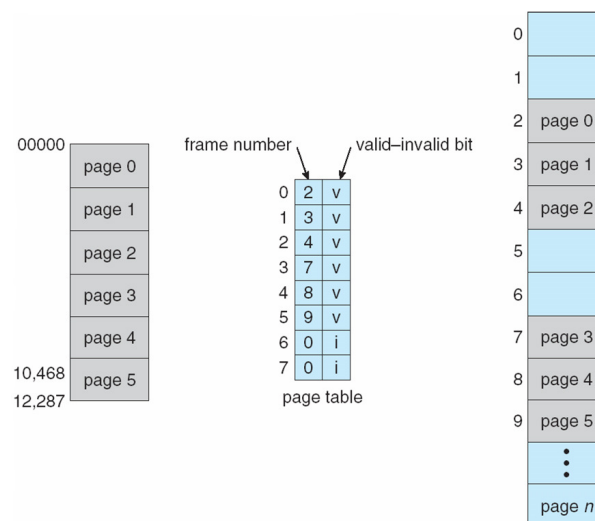 00000
page 0
page 1
page 2
page 3
page 4
page 5
10,468
12,287
frame number
valid–invalid bit
0 2 v
1 3 v
2 4 v
3 7 v
4 8 v
5 9 v
6 0 i
7 0 i
page table
0
1
2 page 0
3 page 1
4 page 2
5
6
7 page 3
8 page 4
9 page 5
page n